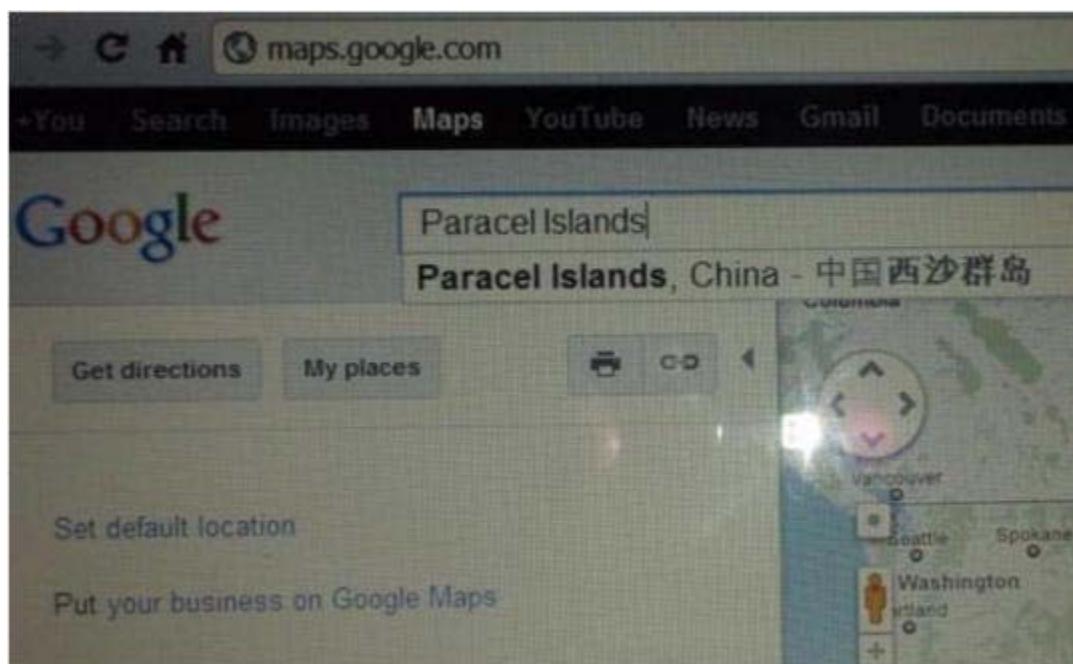 maps.google.com
+You Search Images Maps YouTube News Gmail Documents
Google
Paracel Islands
Paracel Islands, China - 中国西沙群岛
Columbia
Get directions My places
Vancouver
Set default location
Seattle Spokane
Put your business on Google Maps
Washington